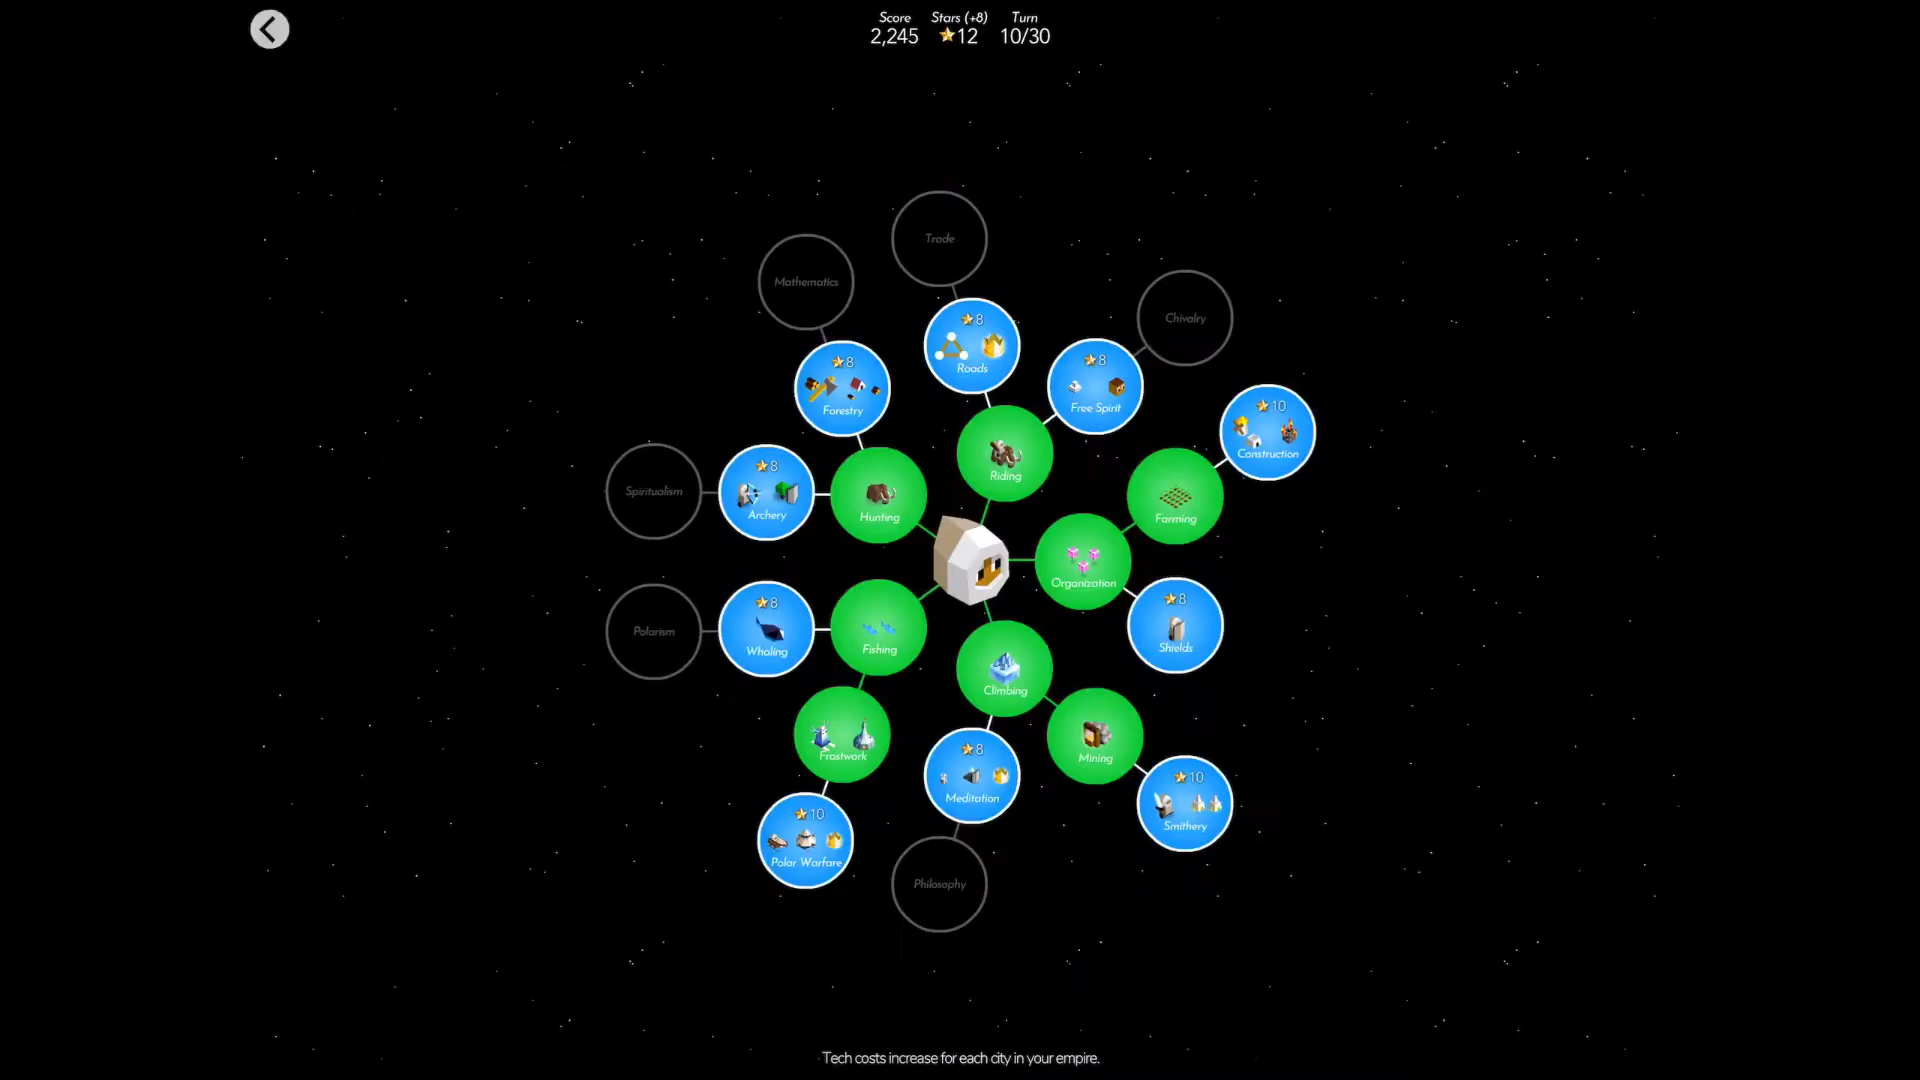 Score Stars (+8) Turn
2,245 12 10/30
Trade
Mathematics
Chivalry
8
Roads
8
Forestry
8
Free Spirit
10
Construction
Riding
Spiritualism
8
Archery
Hunting
Farming
Organization
8
Shields
Polarism
8
Whaling
Fishing
Climbing
Frostwork
8
Meditation
Mining
10
Smithery
10
Polar Warfare
Philosophy
Tech costs increase for each city in your empire.